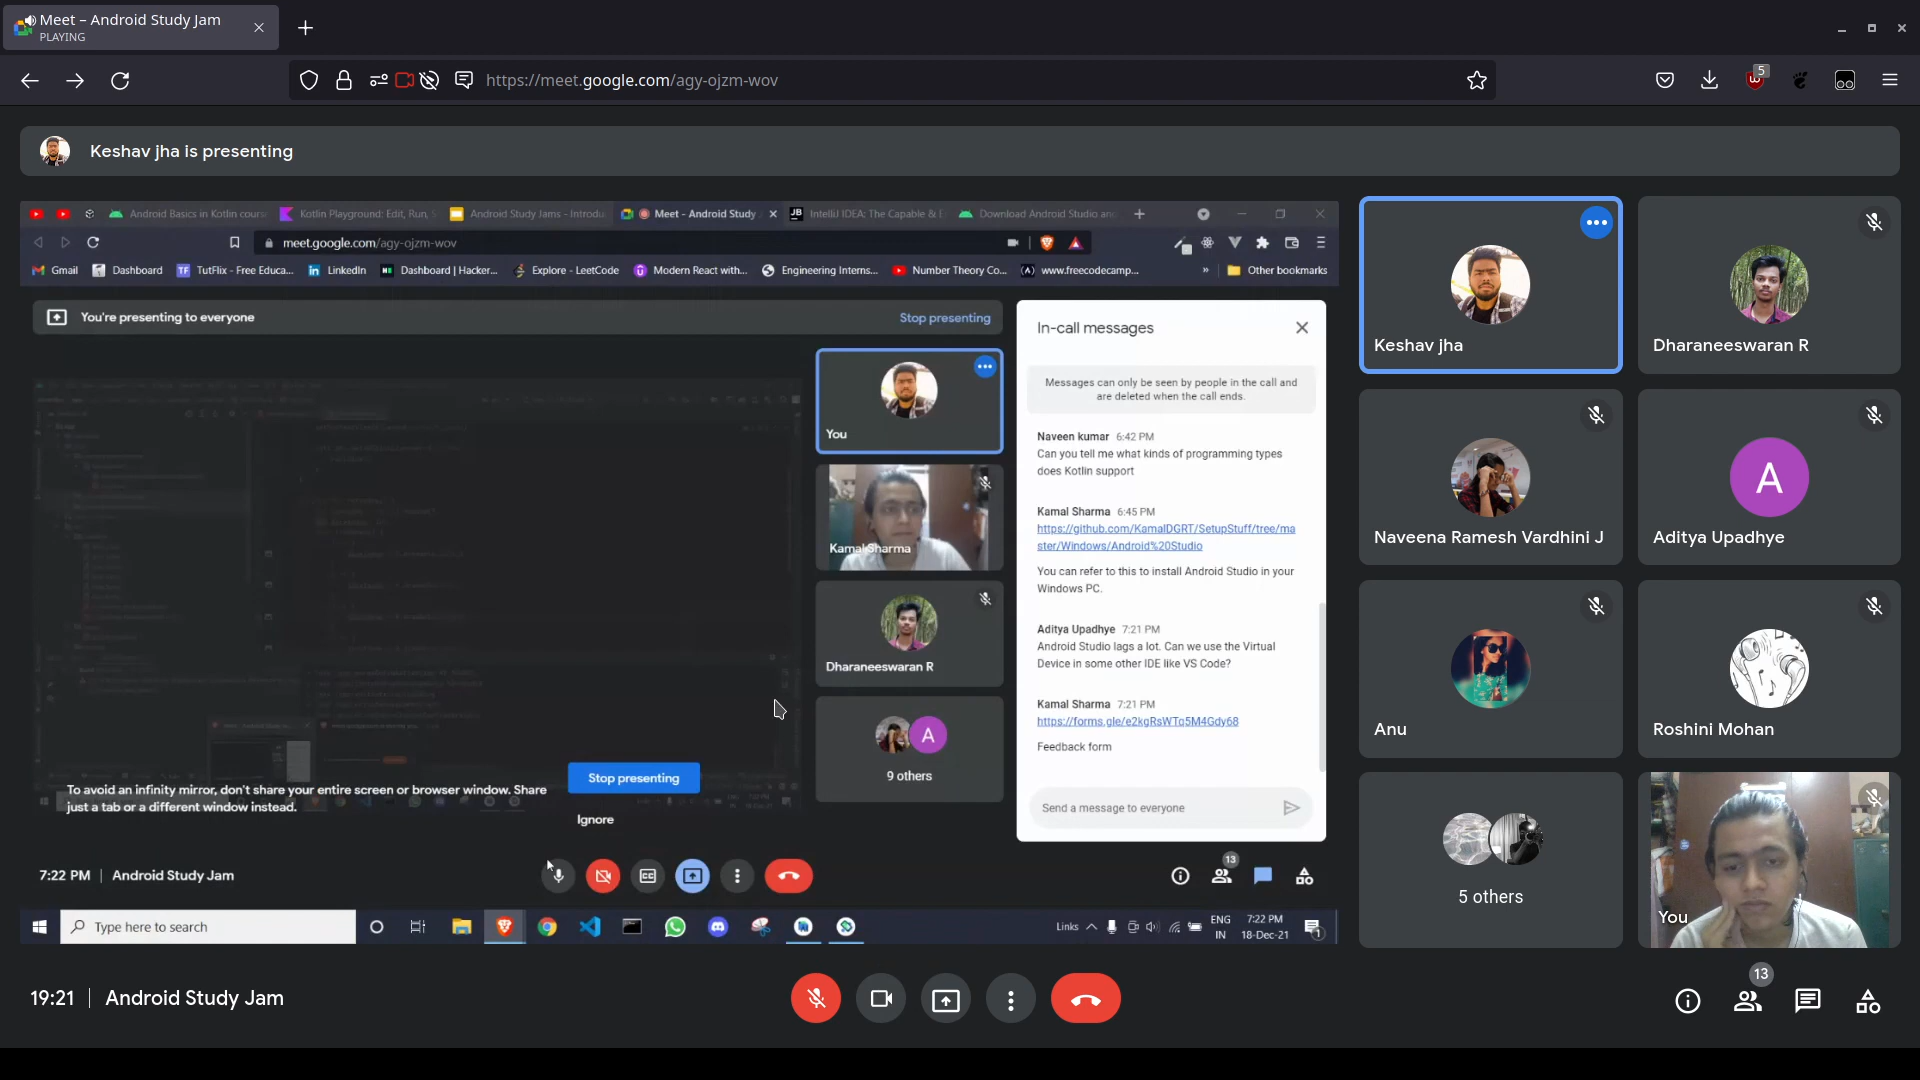 Meet – Android Study Jam
PLAYING
https://meet.google.com/agy-ojzm-wov
5
Keshav jha is presenting
Android Basics in Kotlin cours
Kotlin Playground: Edit, Run,
Android Study Jams - Introdu
Meet - Android Study
IntelliJ IDEA: The Capable & E
Download Android Studio an
meet.google.com/agy-ojzm-wov
Gmail
Dashboard
TutFlix - Free Educa...
LinkedIn
Dashboard | Hacker...
Explore - LeetCode
Modern React with...
Engineering Interns...
Number Theory Co...
www.freecodecamp...
»
Other bookmarks
You're presenting to everyone
Stop presenting
You
Kamal Sharma
Dharaneeswaran R
A
9 others
To avoid an infinity mirror, don't share your entire screen or browser window. Share
just a tab or a different window instead.
Stop presenting
Ignore
In-call messages
Messages can only be seen by people in the call and
are deleted when the call ends.
Naveen kumar 6:42 PM
Can you tell me what kinds of programming types
does Kotlin support
Kamal Sharma 6:45 PM
https://github.com/KamalDGRT/SetupStuff/tree/ma
ster/Windows/Android%20Studio
You can refer to this to install Android Studio in your
Windows PC.
Aditya Upadhye 7:21 PM
Android Studio lags a lot. Can we use the Virtual
Device in some other IDE like VS Code?
Kamal Sharma 7:21 PM
https://forms.gle/e2kgRsWTq5M4Gdy68
Feedback form
Send a message to everyone
7:22 PM | Android Study Jam
13
Type here to search
Links
ENG
IN
7:22 PM
18-Dec-21
1
Keshav jha
Dharaneeswaran R
Naveena Ramesh Vardhini J
A
Aditya Upadhye
Anu
Roshini Mohan
5 others
You
19:21 | Android Study Jam
13